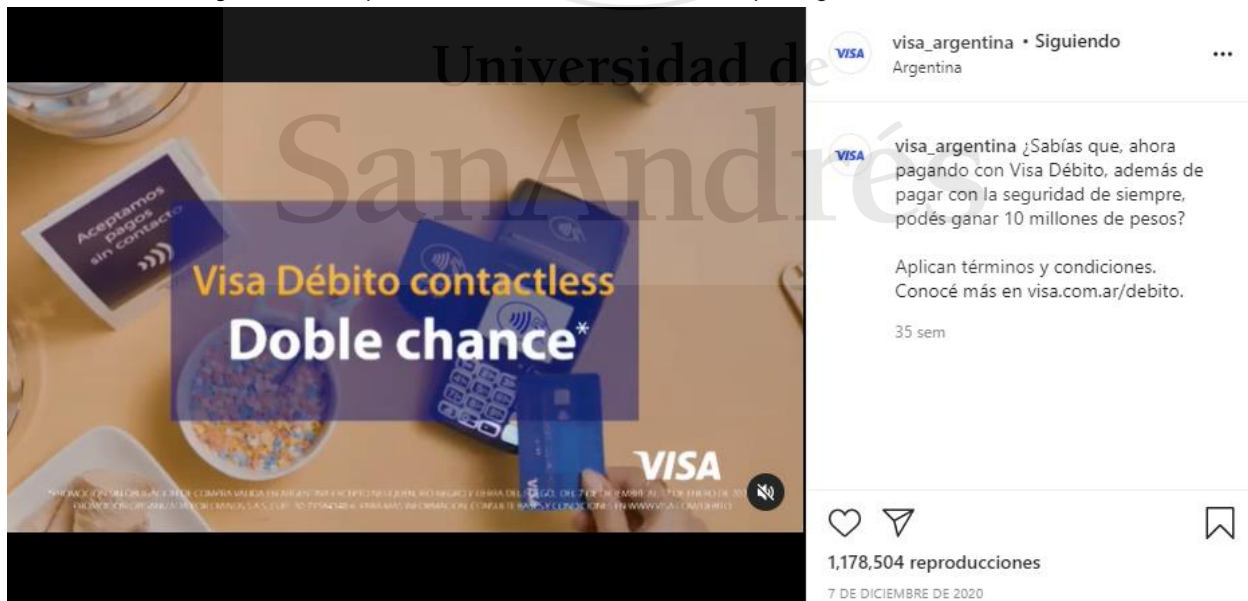 Universidad de
SanAndrés
Aceptamos
pagos
sin contacto
Visa Débito contactless
Doble chance*
VISA
VISA
visa_argentina • Siguiendo
Argentina
...
VISA
visa_argentina ¿Sabías que, ahora
pagando con Visa Débito, además de
pagar con la seguridad de siempre,
podés ganar 10 millones de pesos?
Aplican términos y condiciones.
Conocé más en visa.com.ar/debito.
35 sem
1,178,504 reproducciones
7 DE DICIEMBRE DE 2020